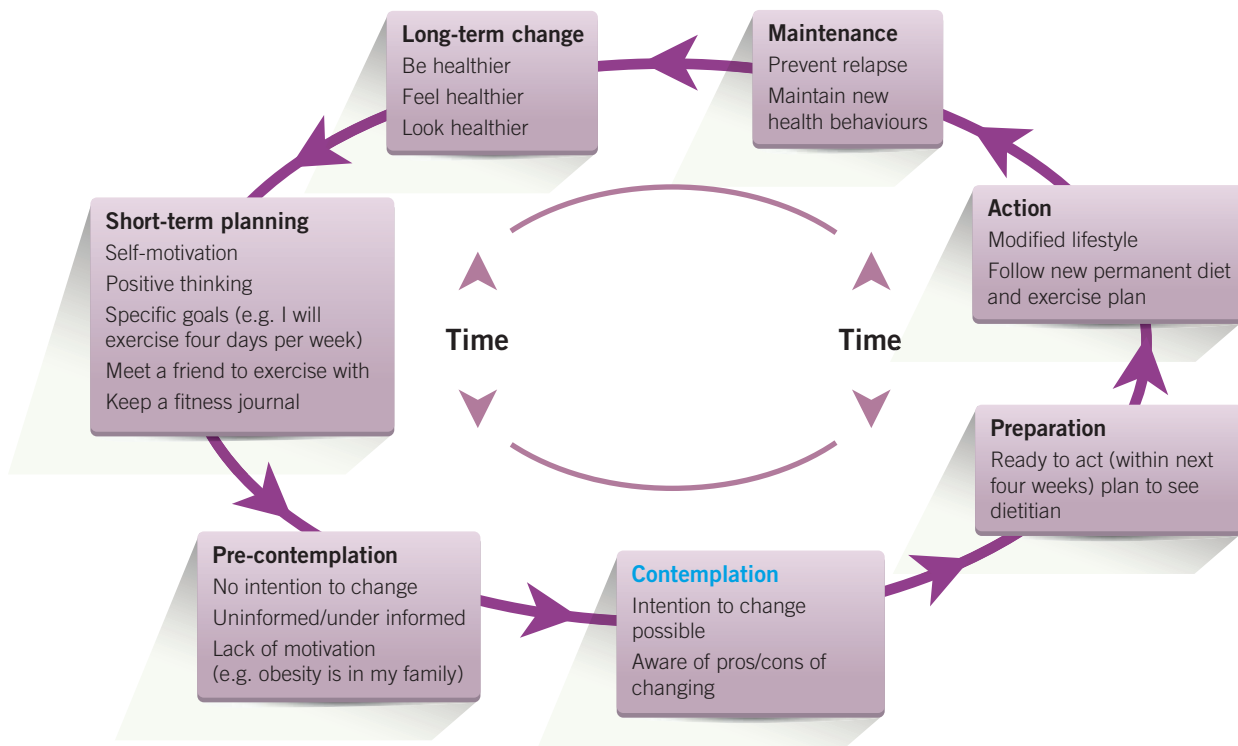 Long-term change
Be healthier
Feel healthier
Look healthier
Maintenance
Prevent relapse
Maintain new
health behaviours
Short-term planning
Self-motivation
Positive thinking
Specific goals (e.g. I will
exercise four days per week)
Meet a friend to exercise with
Keep a fitness journal
Time
Time
Action
Modified lifestyle
Follow new permanent diet
and exercise plan
Preparation
Ready to act (within next
four weeks) plan to see
dietitian
Pre-contemplation
No intention to change
Uninformed/under informed
Lack of motivation
(e.g. obesity is in my family)
Contemplation
Intention to change
possible
Aware of pros/cons of
changing